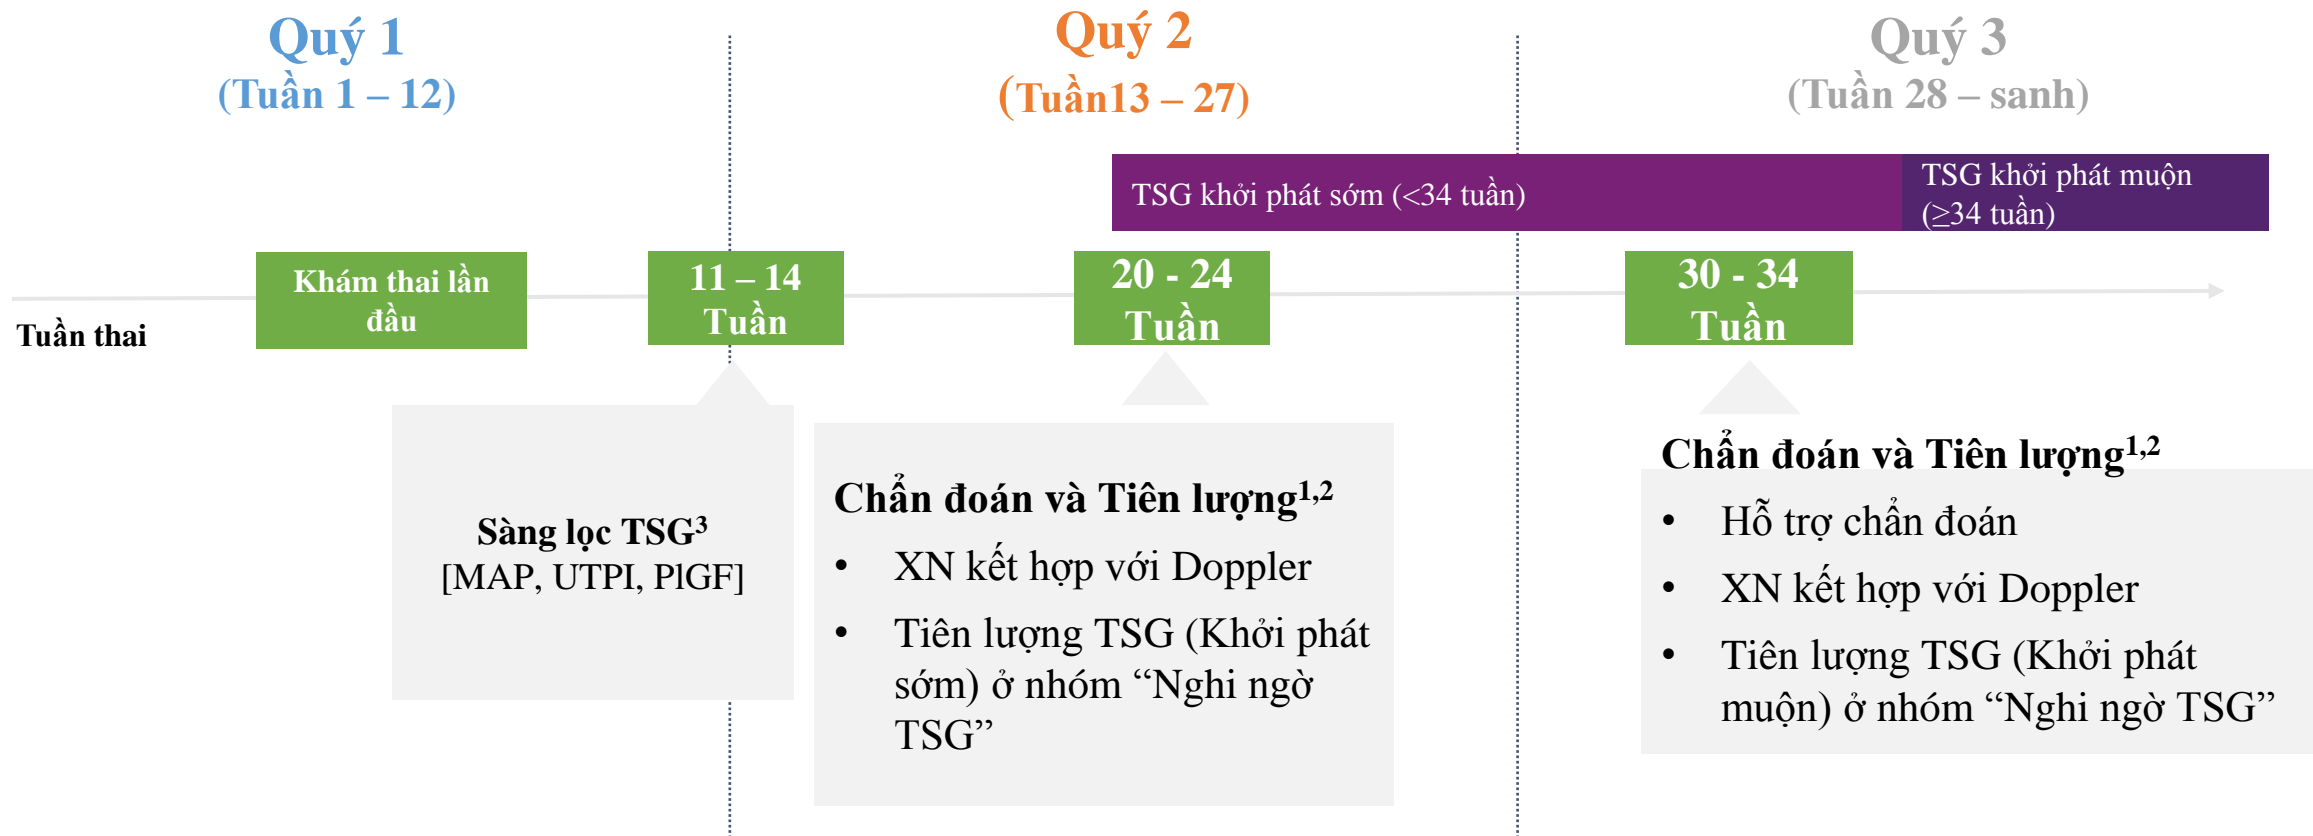 Quý 1
(Tuần 1 – 12)
Quý 2
(Tuần13 – 27)
Quý 3
(Tuần 28 – sanh)
TSG khởi phát sớm (<34 tuần)
TSG khởi phát muộn
(≥34 tuần)
Khám thai lần
đầu
11 – 14
Tuần
20 - 24
Tuần
30 - 34
Tuần
Tuần thai
Sàng lọc TSG³
[MAP, UTPI, PlGF]
Chẩn đoán và Tiên lượng¹,²
• XN kết hợp với Doppler
• Tiên lượng TSG (Khởi phát
sớm) ở nhóm “Nghi ngờ
TSG”
Chẩn đoán và Tiên lượng¹,²
• Hỗ trợ chẩn đoán
• XN kết hợp với Doppler
• Tiên lượng TSG (Khởi phát
muộn) ở nhóm “Nghi ngờ TSG”